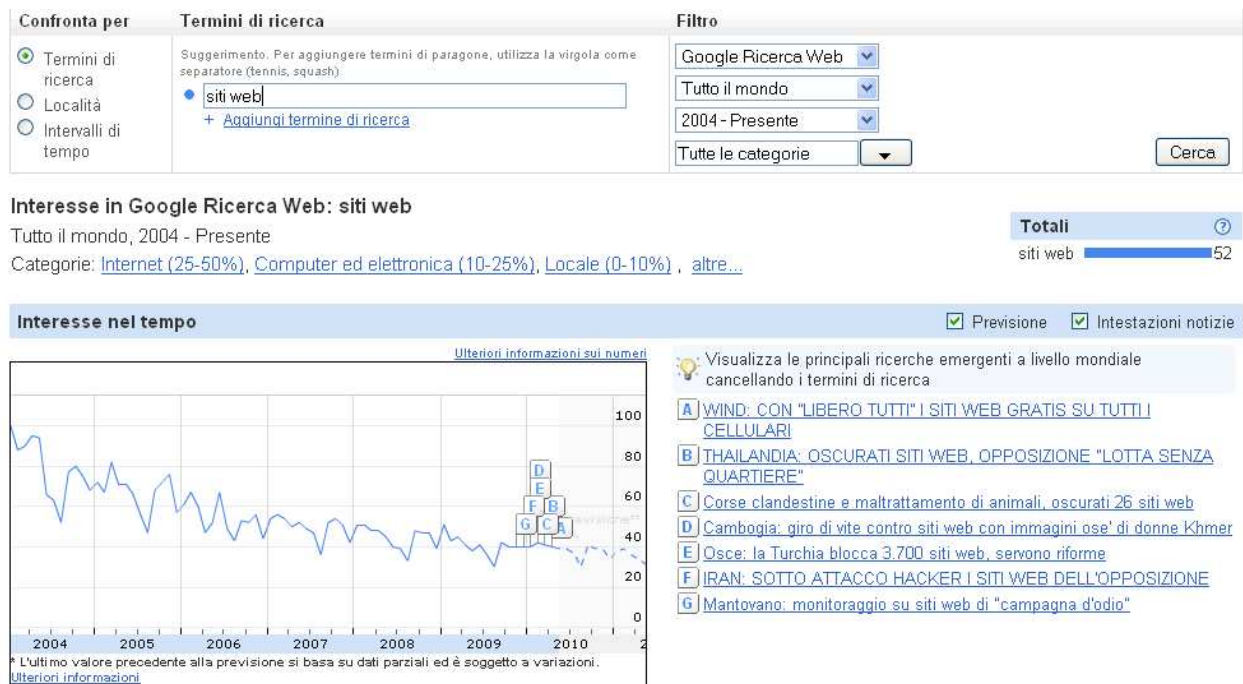 Confronta per
Termini di ricerca
Filtro
Termini di
ricerca
Località
Intervalli di
tempo
Suggerimento. Per aggiungere termini di paragone, utilizza la virgola come
separatore (tennis, squash)
siti web
+ Aggiungi termine di ricerca
Google Ricerca Web
Tutto il mondo
2004 - Presente
Tutte le categorie
Cerca
Interesse in Google Ricerca Web: siti web
Tutto il mondo, 2004 - Presente
Categorie: Internet (25-50%), Computer ed elettronica (10-25%), Locale (0-10%) , altre...
Totali ?
siti web 52
Interesse nel tempo
Previsione
Intestazioni notizie
Ulteriori informazioni sui numeri
100
80
60
40
20
0
D
E
F B
G C A
2004 2005 2006 2007 2008 2009 2010 2
* L'ultimo valore precedente alla previsione si basa su dati parziali ed è soggetto a variazioni.
Ulteriori informazioni
Visualizza le principali ricerche emergenti a livello mondiale
cancellando i termini di ricerca
A WIND: CON "LIBERO TUTTI" I SITI WEB GRATIS SU TUTTI I
CELLULARI
B THAILANDIA: OSCURATI SITI WEB, OPPOSIZIONE "LOTTA SENZA
QUARTIERE"
C Corse clandestine e maltrattamento di animali, oscurati 26 siti web
D Cambogia: giro di vite contro siti web con immagini ose' di donne Khmer
E Osce: la Turchia blocca 3.700 siti web, servono riforme
F IRAN: SOTTO ATTACCO HACKER I SITI WEB DELL'OPPOSIZIONE
G Mantovano: monitoraggio su siti web di "campagna d'odio"